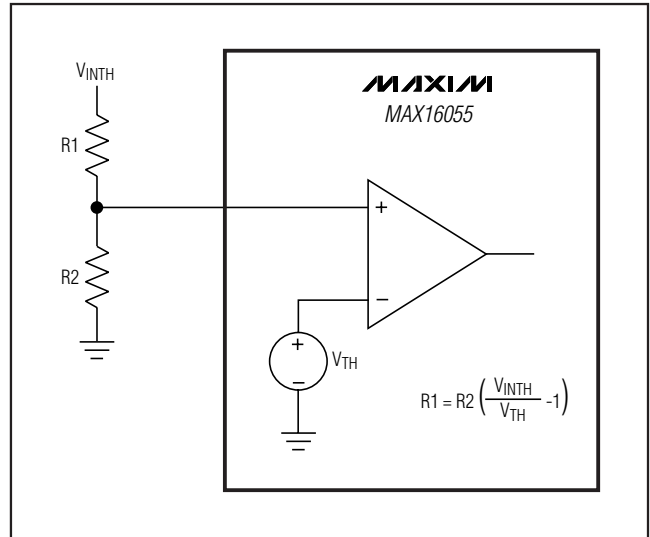 VINTH
MAXIM
MAX16055
R1
+
R2
−
+
VTH
−
R1 = R2 ( VINTH / VTH -1 )